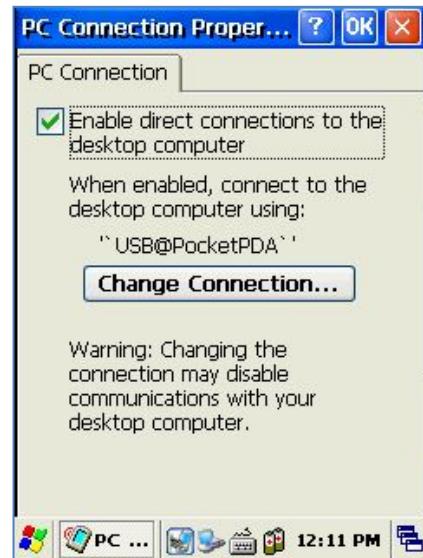 PC Connection Proper... ? OK
PC Connection
Enable direct connections to the
desktop computer
When enabled, connect to the
desktop computer using:
'`USB@PocketPDA`'
Change Connection...
Warning: Changing the
connection may disable
communications with your
desktop computer.
PC ... 12:11 PM